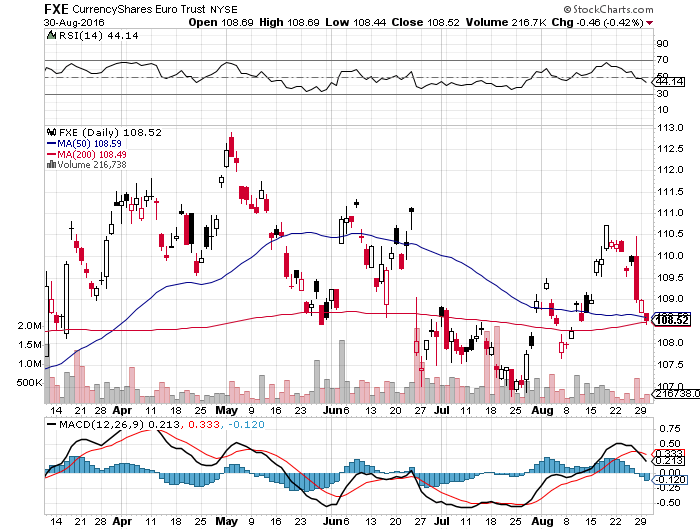 FXE CurrencyShares Euro Trust NYSE © StockCharts.com
30-Aug-2016 Open 108.69 High 108.69 Low 108.44 Close 108.52 Volume 216.7K Chg -0.46 (-0.42%)
RSI(14) 44.14
90
70
50
44.14
30
10
FXE (Daily) 108.52
MA(50) 108.59
MA(200) 108.49
Volume 216,738
113.0
112.5
112.0
111.5
111.0
110.5
110.0
109.5
109.0
108.52
108.0
107.5
107.0
2.0M
1.5M
1.0M
500K
216738.0
14 21 28 Apr 11 18 25 May 9 16 23 Jun 6 13 20 27 Jul 11 18 25 Aug 8 15 22 29
MACD(12,26,9) 0.213, 0.333, -0.120
0.75
0.50
0.333
0.213
0.00
-0.120
-0.25
-0.50
14 21 28 Apr 11 18 25 May 9 16 23 Jun 6 13 20 27 Jul 11 18 25 Aug 8 15 22 29